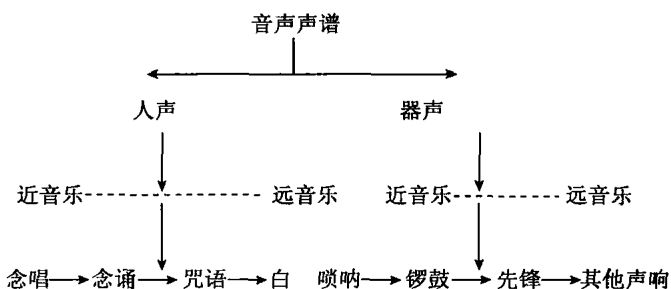 音声声谱
人声 器声
近音乐 远音乐 近音乐 远音乐
念唱 念诵 咒语 白 唢呐 锣鼓 先锋 其他声响